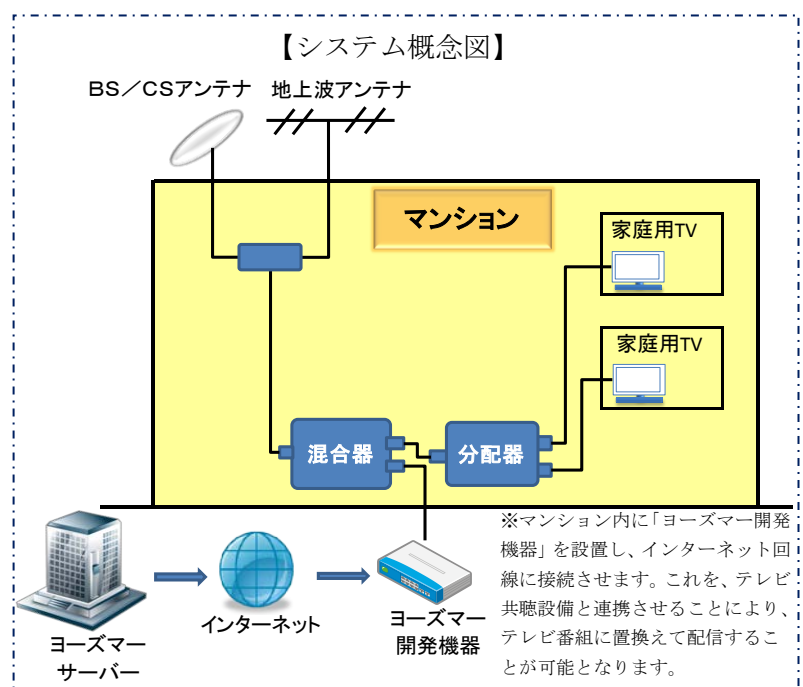 【システム概念図】
BS／CSアンテナ 地上波アンテナ
マンション
家庭用TV
家庭用TV
混合器
分配器
※マンション内に「ヨーズマー開発
機器」を設置し、インターネット回
線に接続させます。これを、テレビ
共聴設備と連携させることにより、
テレビ番組に置換えて配信するこ
とが可能となります。
インターネット
ヨーズマー
開発機器
ヨーズマー
サーバー